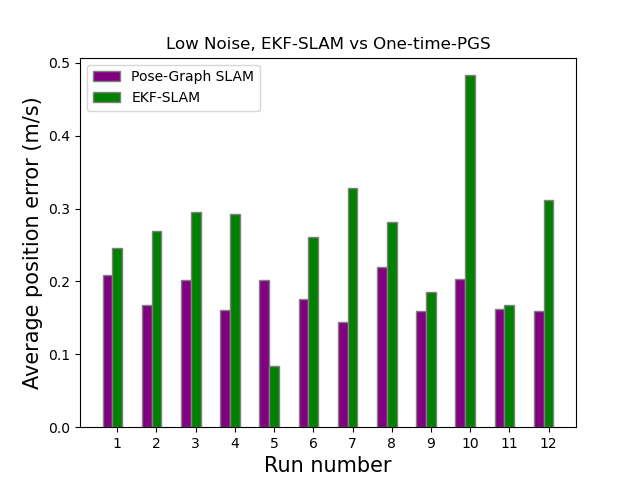 Low Noise, EKF-SLAM vs One-time-PGS
Pose-Graph SLAM
EKF-SLAM
Average position error (m/s)
0.5
0.4
0.3
0.2
0.1
0.0
1 2 3 4 5 6 7 8 9 10 11 12
Run number